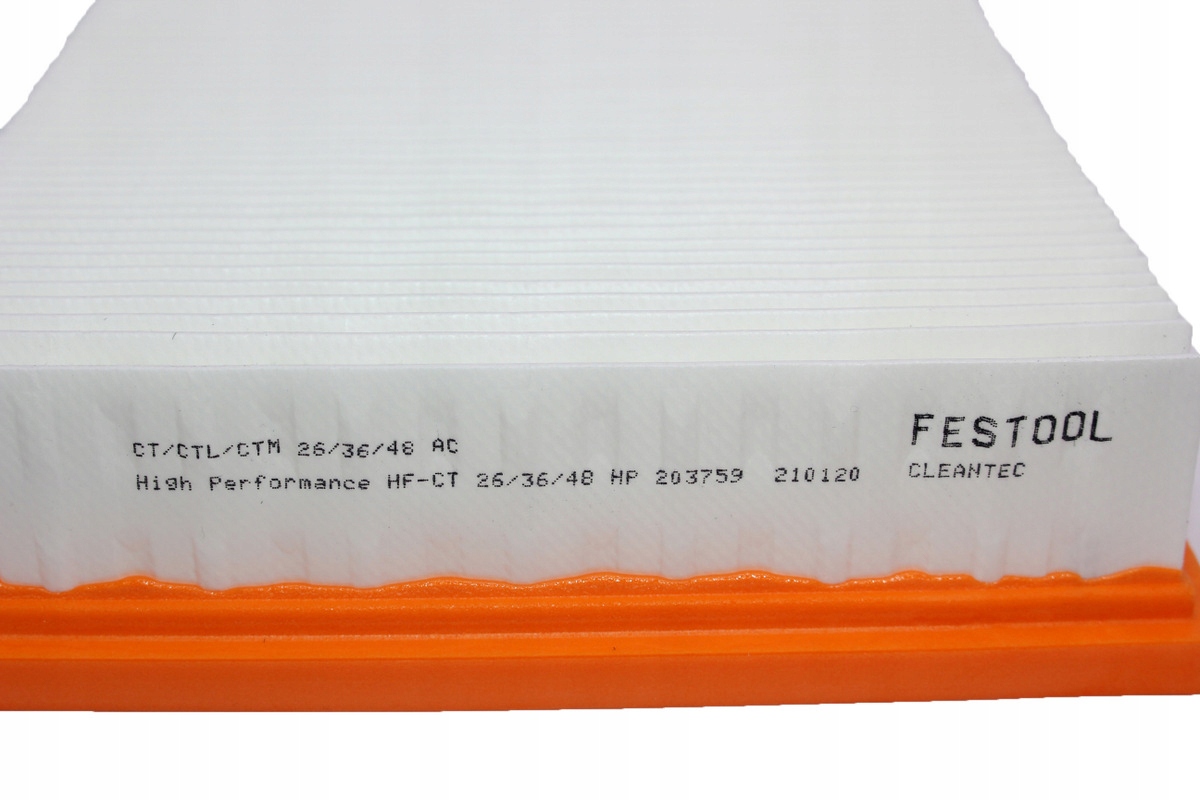 CT/CTL/CTM 26/36/48 AC
High Performance HF-CT 26/36/48 HP 203759 210120
FESTOOL
CLEANTEC